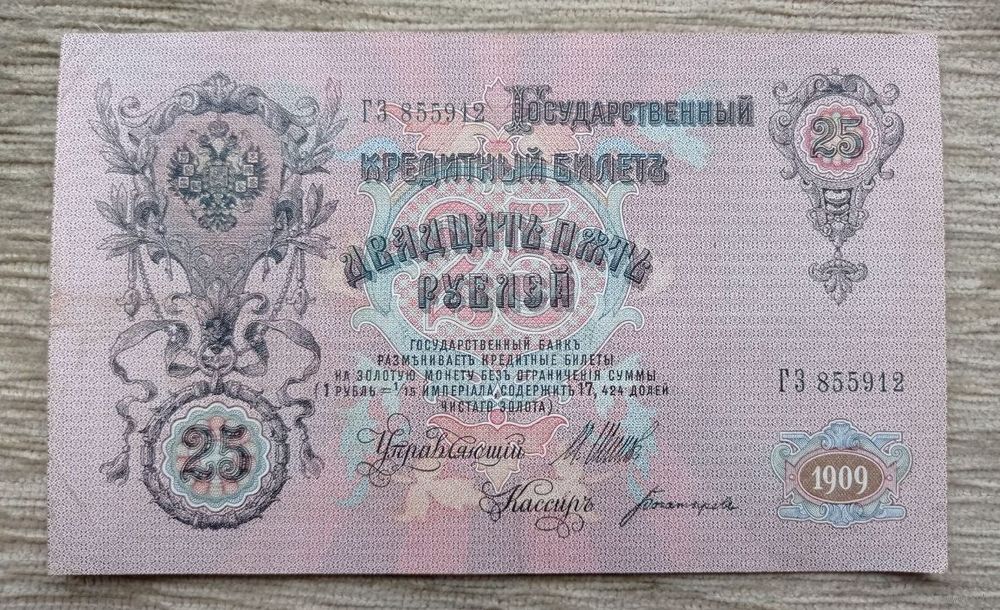 ГЗ 855912 Государственный
Кредитный Билетъ
25
25
Двадцать пять
рублей
Государственный Банкъ
размѣниваетъ кредитные билеты
на золотую монету безъ ограниченія суммы
(1 рубль = 1/15 имперіала, содержитъ 17,424 долей
чистаго золота)
ГЗ 855912
Управляющій
25
1909
Кассиръ